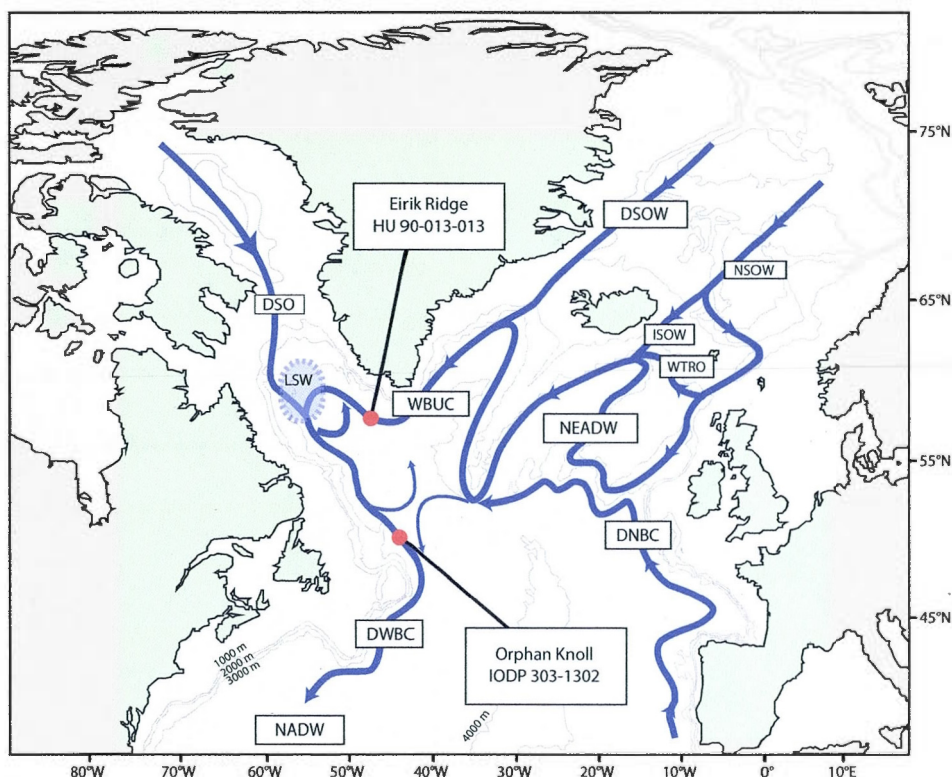 75°N
Eirik Ridge
HU 90-013-013
DSOW
NSOW
65°N
DSO
ISOW
WTRO
LSW
WBUC
NEADW
55°N
DNBC
45°N
DWBC
1000 m
2000 m
3000 m
Orphan Knoll
IODP 303-1302
NADW
4000 m
80°W
70°W
60°W
50°W
40°W
30°W
20°W
10°W
0°
10°E